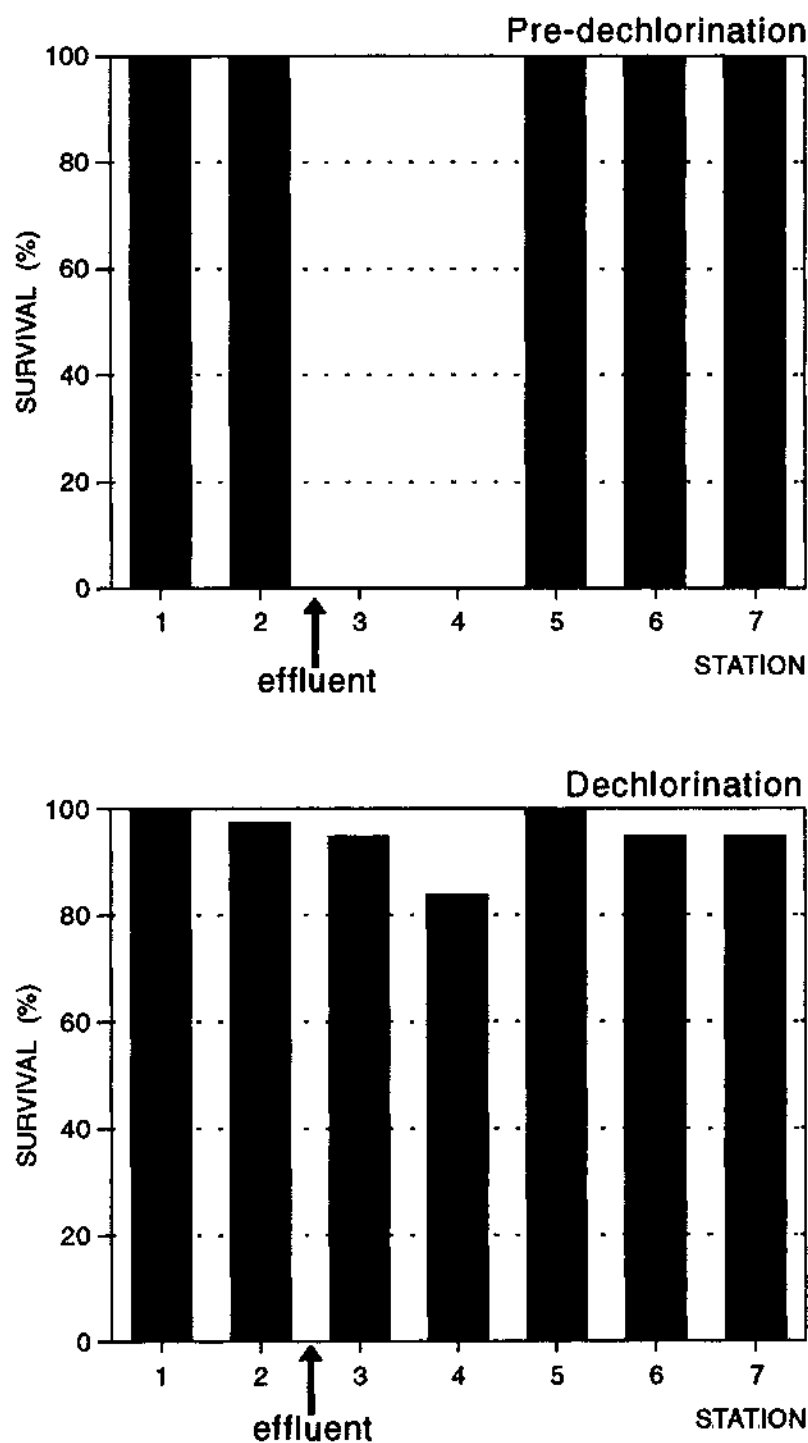 Pre-dechlorination
100
80
60
40
20
0
SURVIVAL (%)
1 2 3 4 5 6 7
effluent
STATION
Dechlorination
100
80
60
40
20
0
SURVIVAL (%)
1 2 3 4 5 6 7
effluent
STATION